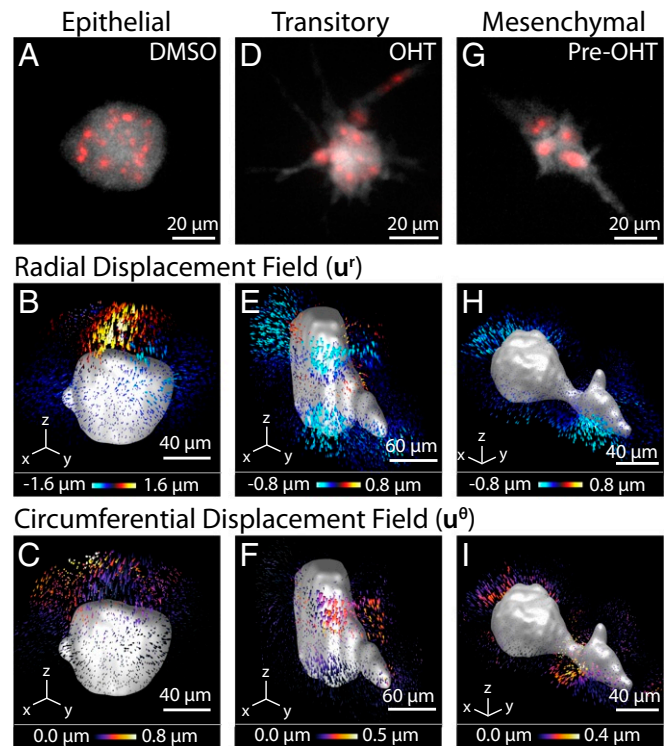 Epithelial Transitory Mesenchymal
A DMSO D OHT G Pre-OHT
20 µm 20 µm 20 µm
Radial Displacement Field (uʳ)
B E H
z x y 40 µm z x y 60 µm z x y 40 µm
-1.6 µm 1.6 µm -0.8 µm 0.8 µm -0.8 µm 0.8 µm
Circumferential Displacement Field (uᶿ)
C F I
z x y 40 µm z x y 60 µm z x y 40 µm
0.0 µm 0.8 µm 0.0 µm 0.5 µm 0.0 µm 0.4 µm